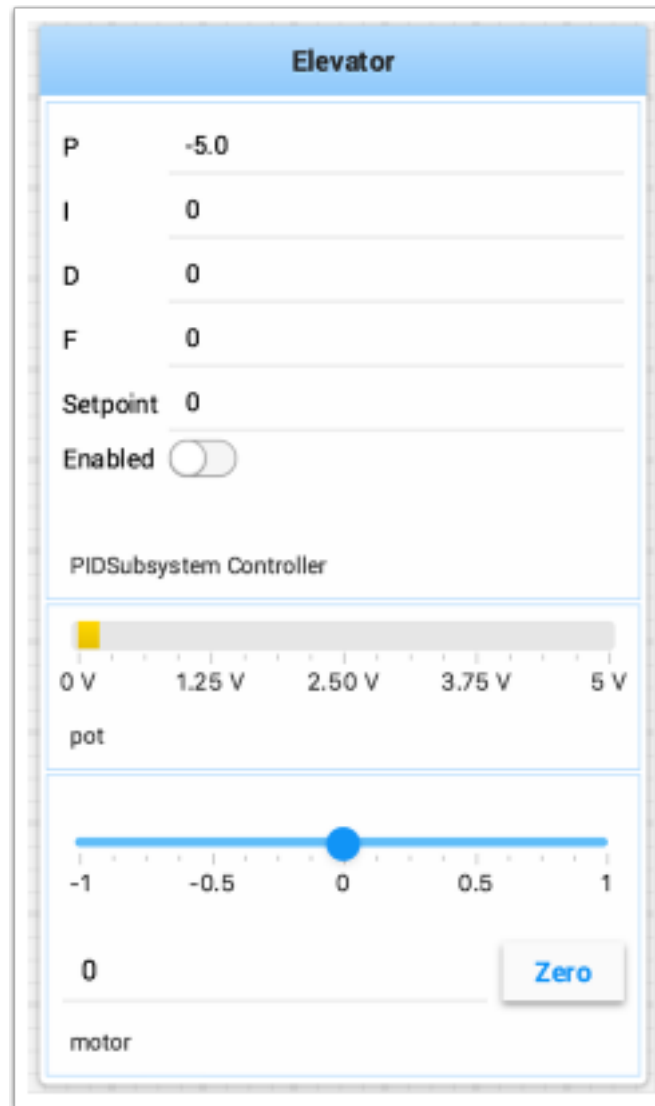 Elevator
P -5.0
I 0
D 0
F 0
Setpoint 0
Enabled
PIDSubsystem Controller
0 V 1.25 V 2.50 V 3.75 V 5 V
pot
-1 -0.5 0 0.5 1
0 Zero
motor